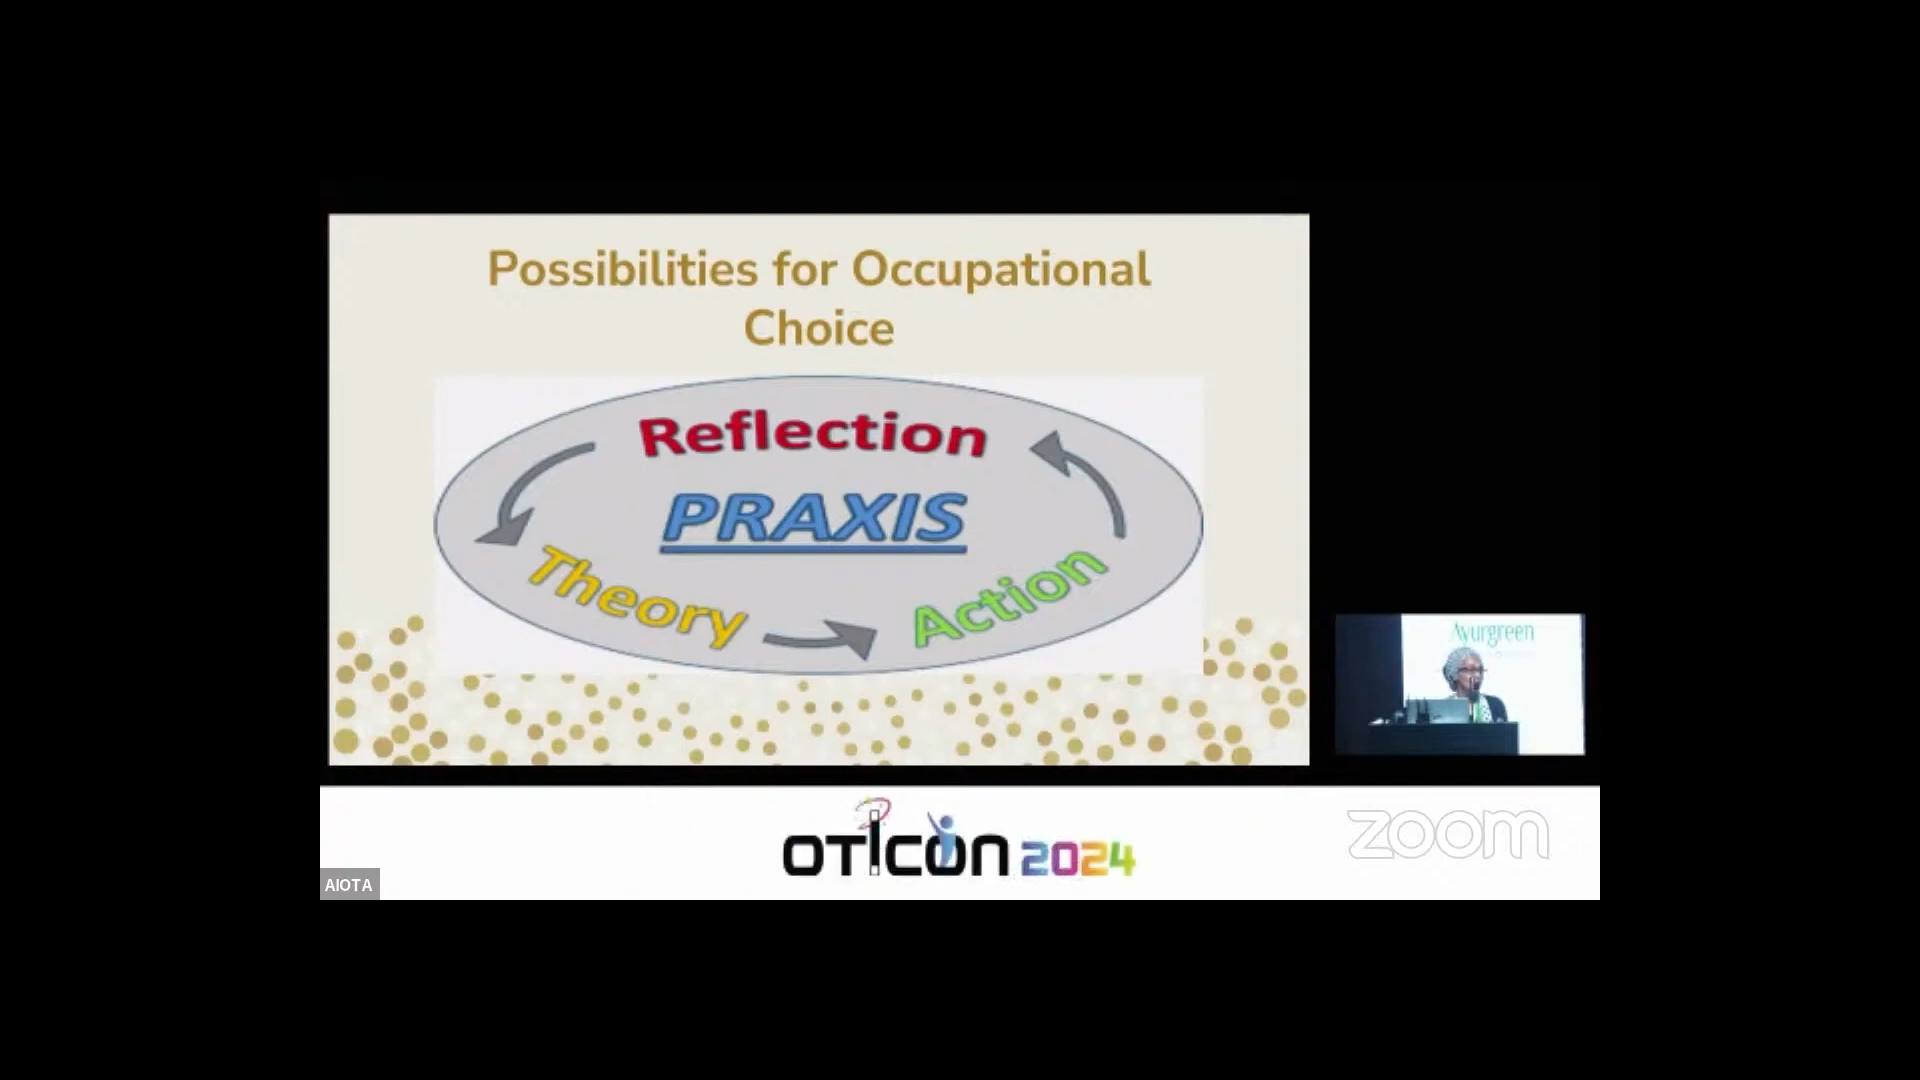 Possibilities for Occupational
Choice
Reflection
PRAXIS
Theory
Action
Ayurgreen
OTICON 2024
zoom
AIOTA